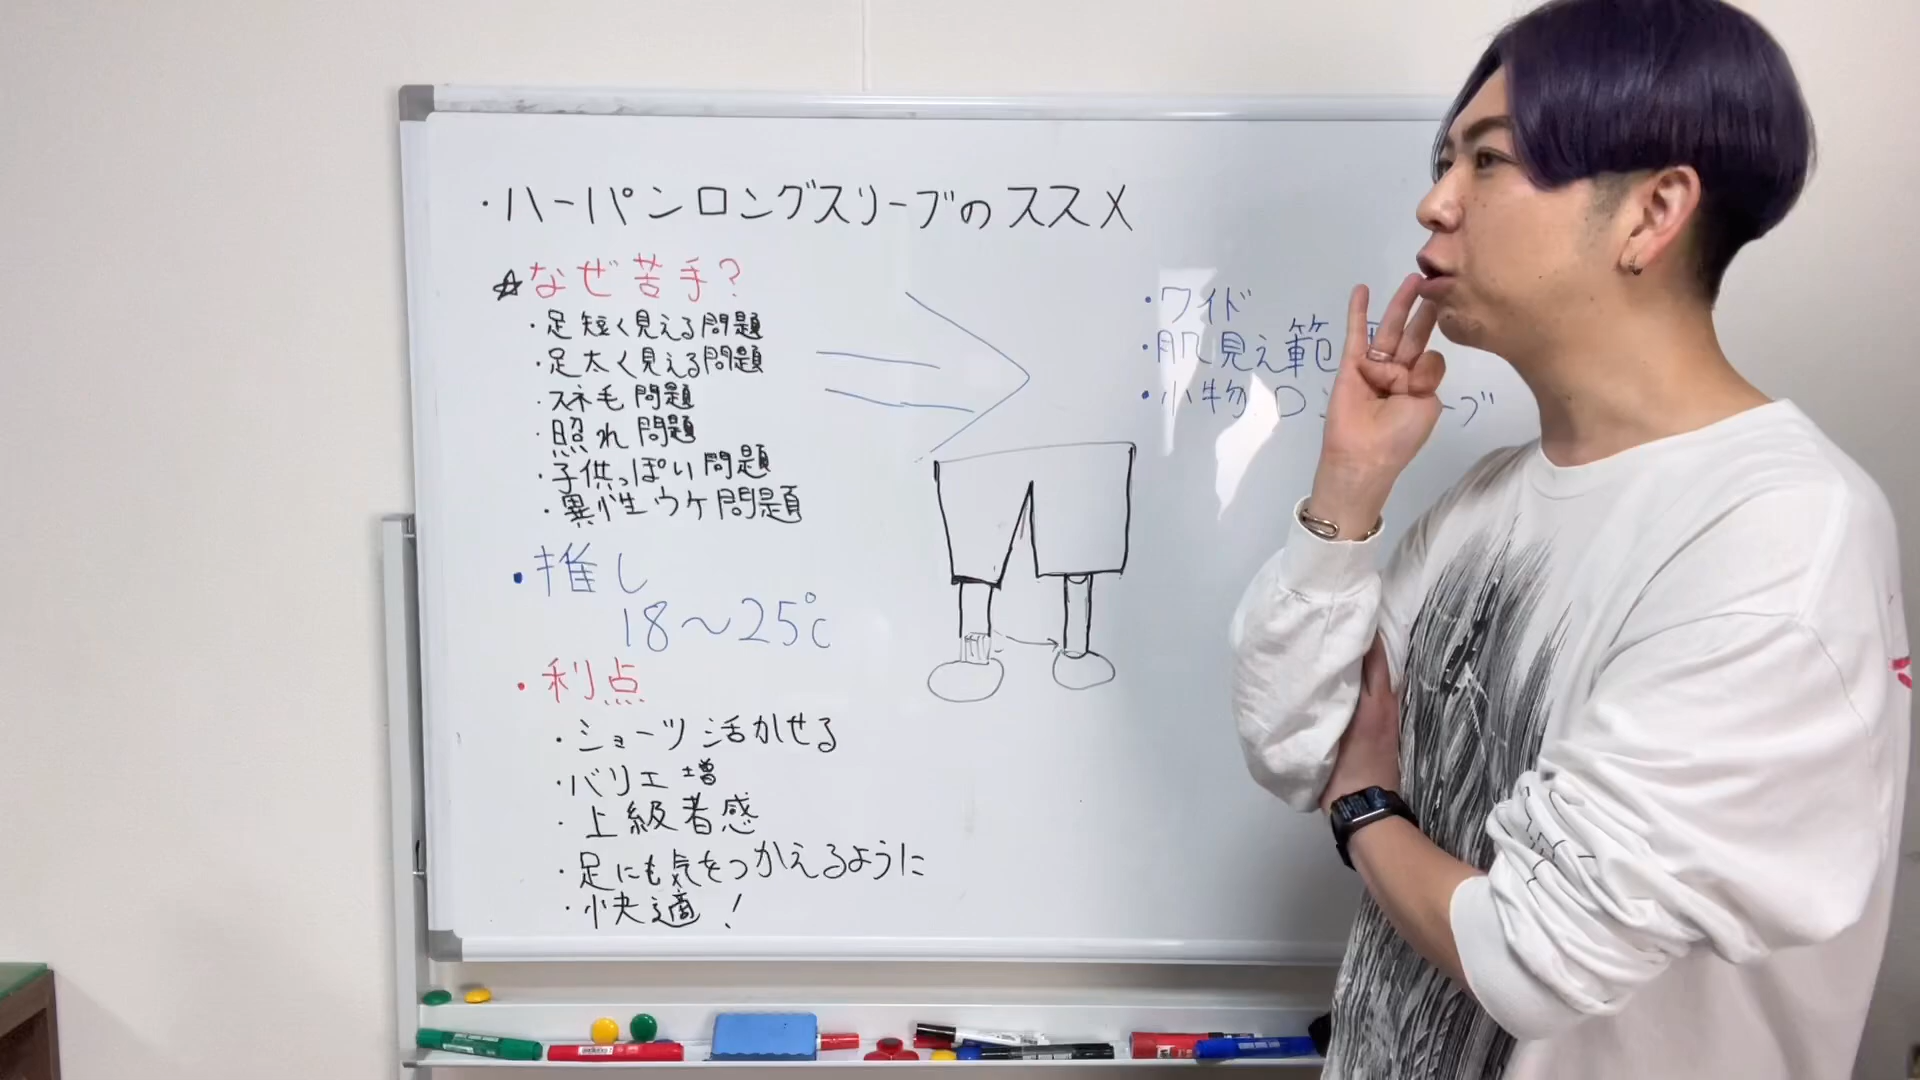 ・ハーパンロングスリーブのススメ
☆なぜ苦手?
・足短く見える問題
・足太く見える問題
・スネ毛問題
・照れ問題
・子供っぽい問題
・異性ウケ問題
・推し
18〜25℃
・利点
・ショーツ活かせる
・バリエ増
・上級者感
・足にも気をつかえるように
・快適!
・ワイド
・肌見え範
・小物、ロ
ーブ